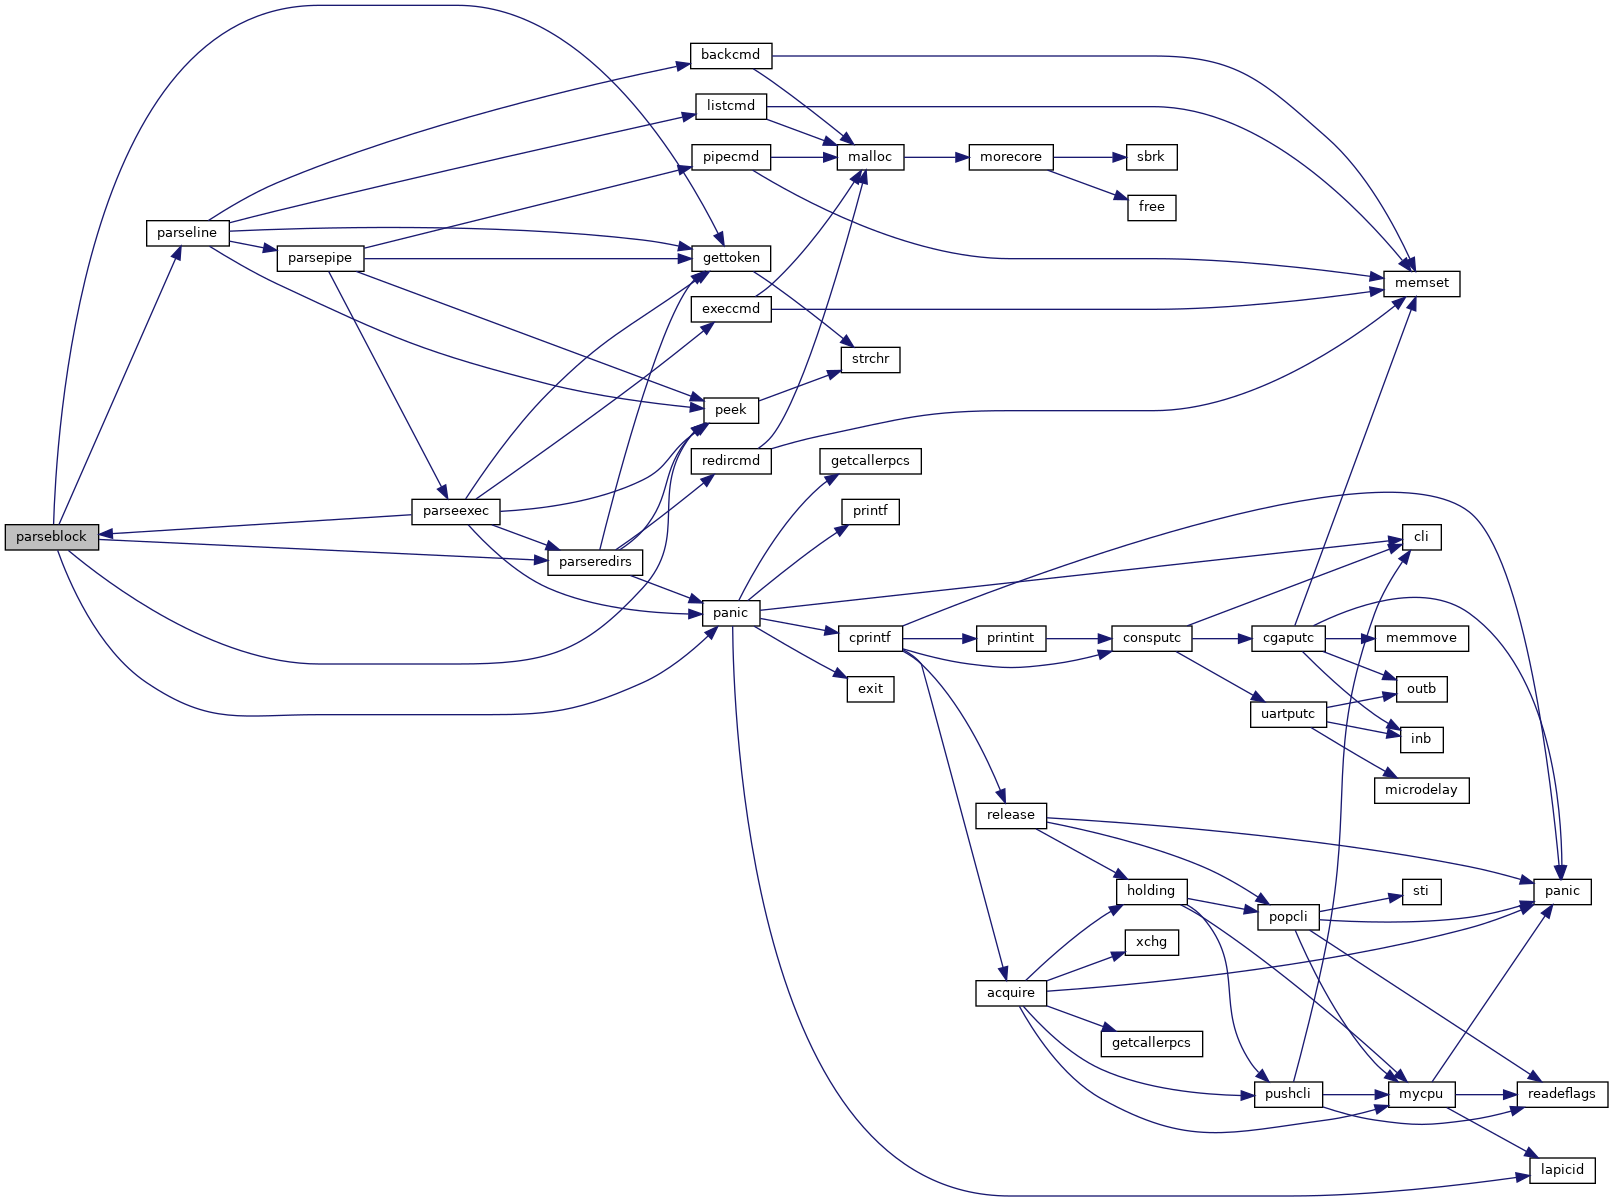 backcmd
listcmd
pipecmd
malloc
morecore
sbrk
free
parseline
parsepipe
gettoken
memset
execcmd
strchr
peek
redircmd
getcallerpcs
parseexec
printf
parseblock
cli
parseredirs
panic
cprintf
printint
consputc
cgaputc
memmove
exit
outb
uartputc
inb
microdelay
release
holding
sti
panic
popcli
xchg
acquire
getcallerpcs
pushcli
mycpu
readeflags
lapicid